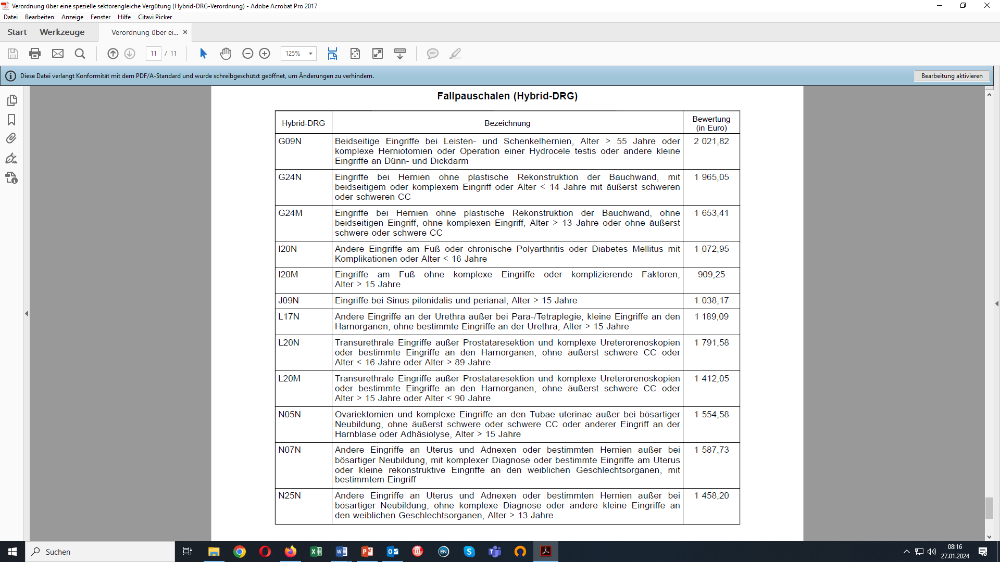 Verordnung über eine spezielle sektorengleiche Vergütung (Hybrid-DRG-Verordnung) - Adobe Acrobat Pro 2017
Datei Bearbeiten Anzeige Fenster Hilfe Citavi Picker
Start Werkzeuge Verordnung über ei... ×
11 / 11 125%
Diese Datei verlangt Konformität mit dem PDF/A-Standard und wurde schreibgeschützt geöffnet, um Änderungen zu verhindern. Bearbeitung aktivieren
Fallpauschalen (Hybrid-DRG)
Hybrid-DRG Bezeichnung Bewertung (in Euro)
G09N Beidseitige Eingriffe bei Leisten- und Schenkelhernien, Alter > 55 Jahre oder 2 021,82
komplexe Herniotomien oder Operation einer Hydrocele testis oder andere kleine
Eingriffe an Dünn- und Dickdarm
G24N Eingriffe bei Hernien ohne plastische Rekonstruktion der Bauchwand, mit 1 965,05
beidseitigem oder komplexem Eingriff oder Alter < 14 Jahre mit äußerst schweren
oder schweren CC
G24M Eingriffe bei Hernien ohne plastische Rekonstruktion der Bauchwand, ohne 1 653,41
beidseitigen Eingriff, ohne komplexen Eingriff, Alter > 13 Jahre oder ohne äußerst
schwere oder schwere CC
I20N Andere Eingriffe am Fuß oder chronische Polyarthritis oder Diabetes Mellitus mit 1 072,95
Komplikationen oder Alter < 16 Jahre
I20M Eingriffe am Fuß ohne komplexe Eingriffe oder komplizierende Faktoren, 909,25
Alter > 15 Jahre
J09N Eingriffe bei Sinus pilonidalis und perianal, Alter > 15 Jahre 1 038,17
L17N Andere Eingriffe an der Urethra außer bei Para-/Tetraplegie, kleine Eingriffe an den 1 189,09
Harnorganen, ohne bestimmte Eingriffe an der Urethra, Alter > 15 Jahre
L20N Transurethrale Eingriffe außer Prostataresektion und komplexe Ureterorenoskopien 1 791,58
oder bestimmte Eingriffe an den Harnorganen, ohne äußerst schwere CC oder
Alter < 16 Jahre oder Alter > 89 Jahre
L20M Transurethrale Eingriffe außer Prostataresektion und komplexe Ureterorenoskopien 1 412,05
oder bestimmte Eingriffe an den Harnorganen, ohne äußerst schwere CC oder
Alter > 15 Jahre oder Alter < 90 Jahre
N05N Ovariektomien und komplexe Eingriffe an den Tubae uterinae außer bei bösartiger 1 554,58
Neubildung, ohne äußerst schwere oder schwere CC oder anderer Eingriff an der
Harnblase oder Adhäsiolyse, Alter > 15 Jahre
N07N Andere Eingriffe an Uterus und Adnexen oder bestimmten Hernien außer bei 1 587,73
bösartiger Neubildung, mit komplexer Diagnose oder bestimmte Eingriffe am Uterus
oder kleine rekonstruktive Eingriffe an den weiblichen Geschlechtsorganen, mit
bestimmtem Eingriff
N25N Andere Eingriffe an Uterus und Adnexen oder bestimmten Hernien außer bei 1 458,20
bösartiger Neubildung, ohne komplexe Diagnose oder andere kleine Eingriffe an
den weiblichen Geschlechtsorganen, Alter > 13 Jahre
Suchen EN 08:16
27.01.2024